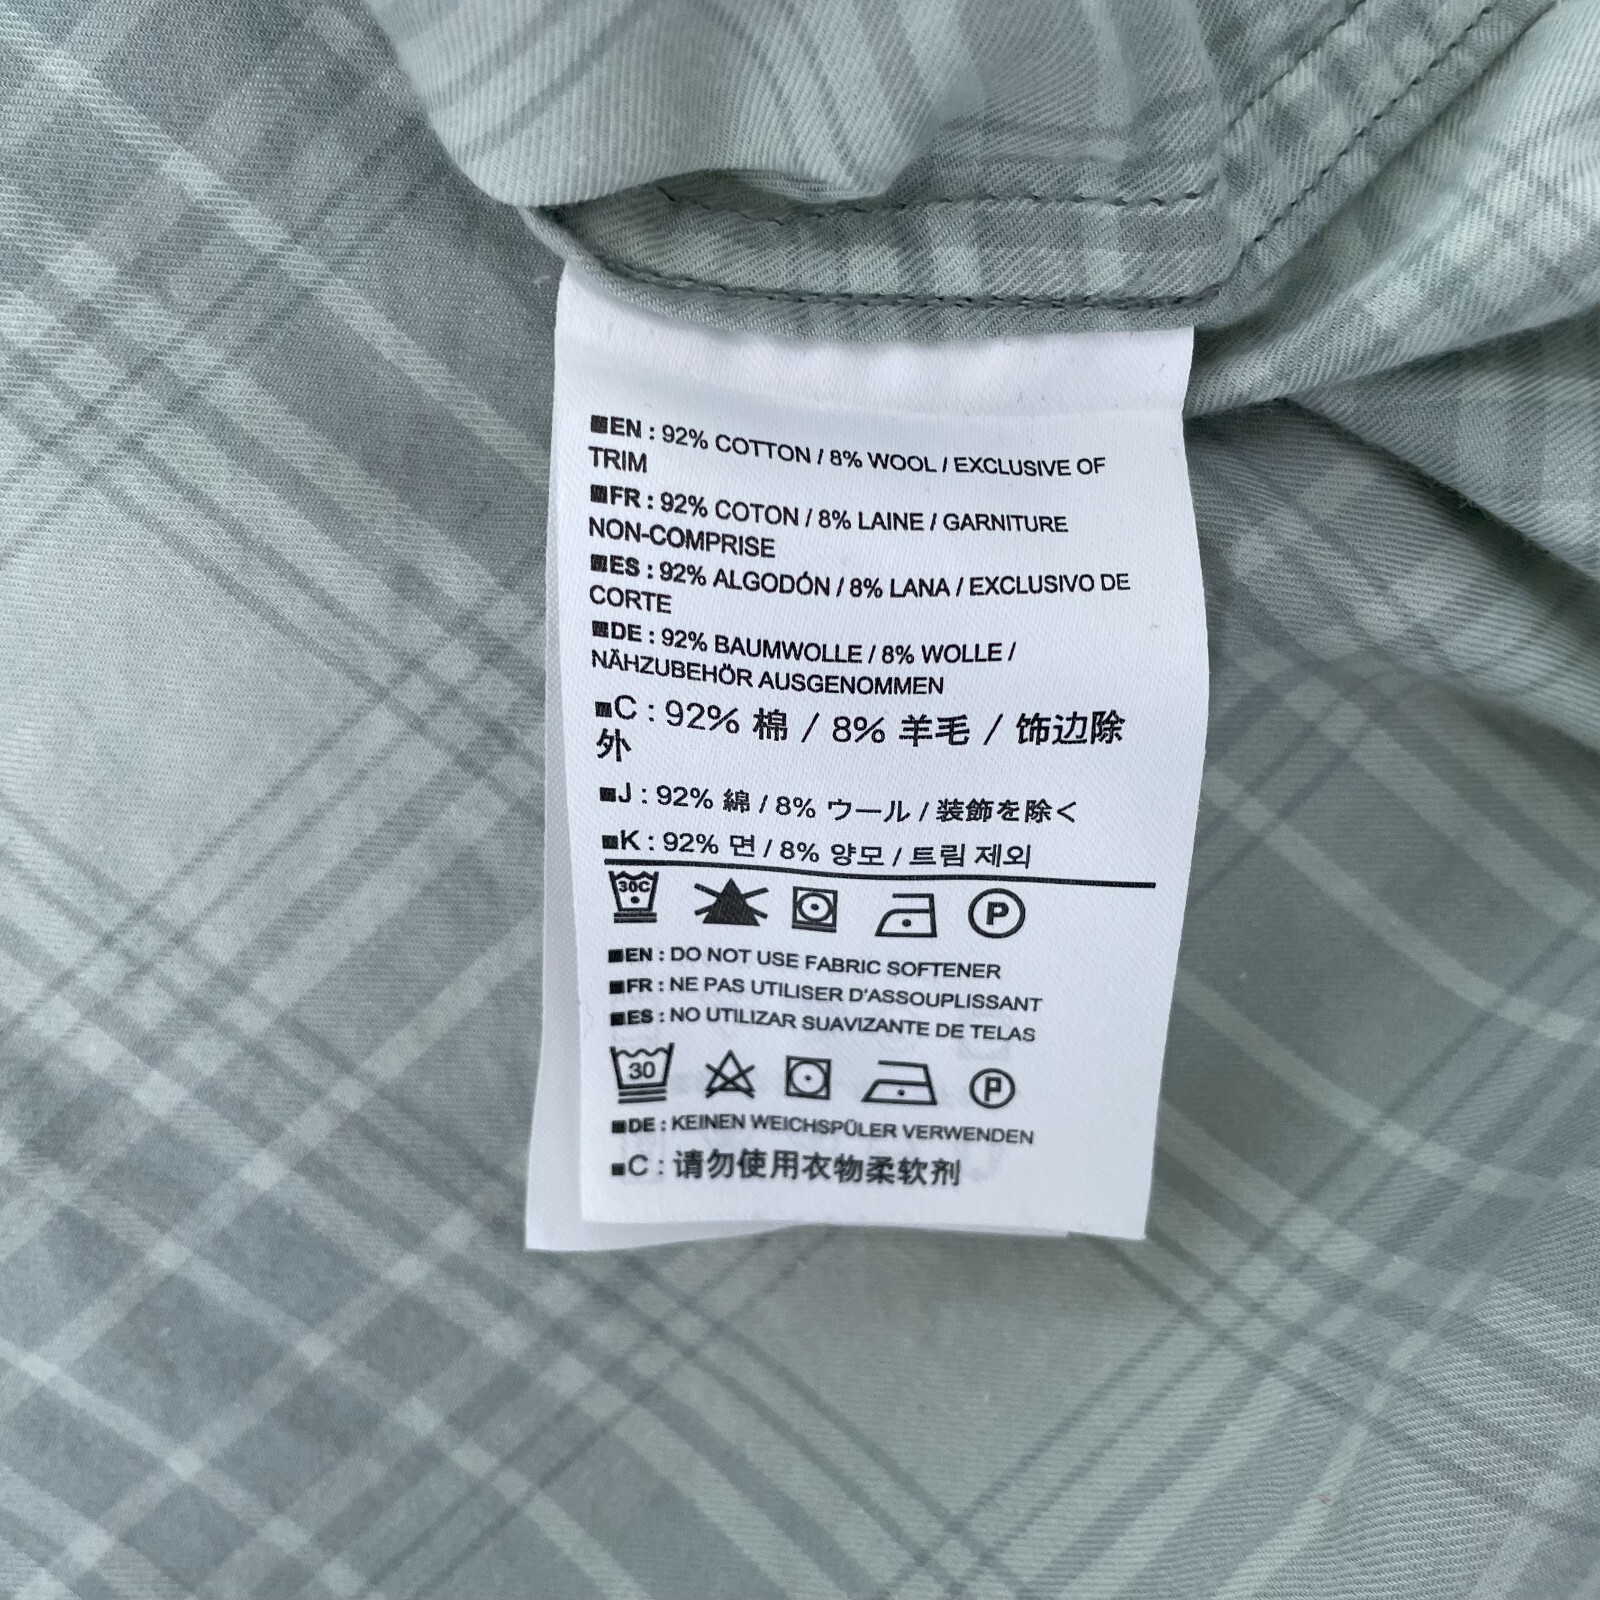 ■EN : 92% COTTON / 8% WOOL / EXCLUSIVE OF
TRIM
■FR : 92% COTON / 8% LAINE / GARNITURE
NON-COMPRISE
■ES : 92% ALGODÓN / 8% LANA / EXCLUSIVO DE
CORTE
■DE : 92% BAUMWOLLE / 8% WOLLE /
NÄHZUBEHÖR AUSGENOMMEN
■C : 92% 棉 / 8% 羊毛 / 饰边除
外
■J : 92% 綿 / 8% ウール / 装飾を除く
■K : 92% 면 / 8% 양모 / 트림 제외
30C P
■EN : DO NOT USE FABRIC SOFTENER
■FR : NE PAS UTILISER D'ASSOUPLISSANT
■ES : NO UTILIZAR SUAVIZANTE DE TELAS
30 P
■DE : KEINEN WEICHSPÜLER VERWENDEN
■C : 请勿使用衣物柔软剂